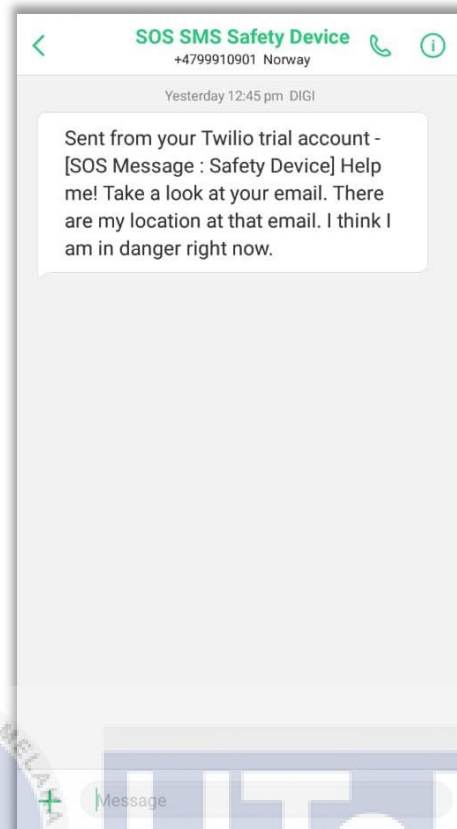 SOS SMS Safety Device
+4799910901 Norway
Yesterday 12:45 pm DIGI
Sent from your Twilio trial account -
[SOS Message : Safety Device] Help
me! Take a look at your email. There
are my location at that email. I think I
am in danger right now.
Message